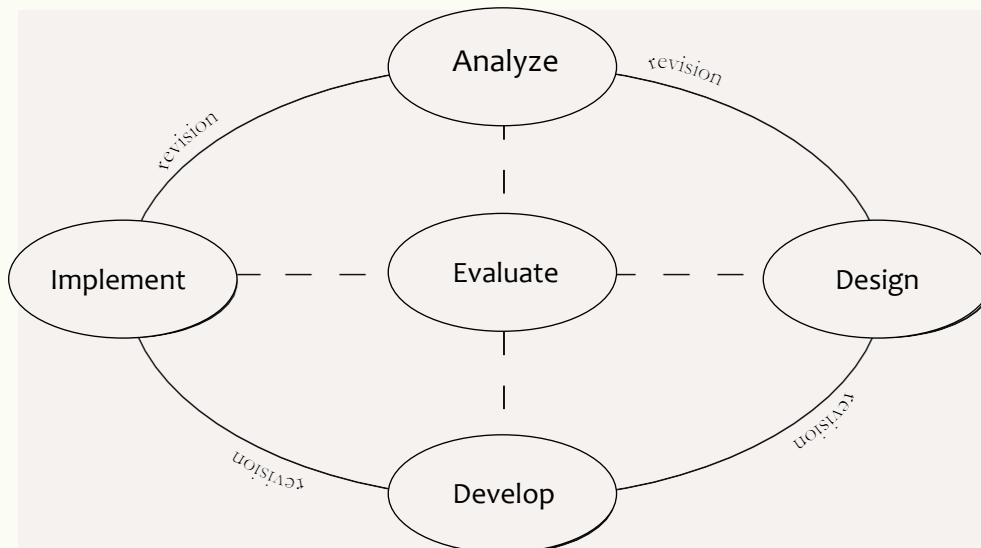 Analyze
revision
revision
Implement
Evaluate
Design
revision
revision
Develop